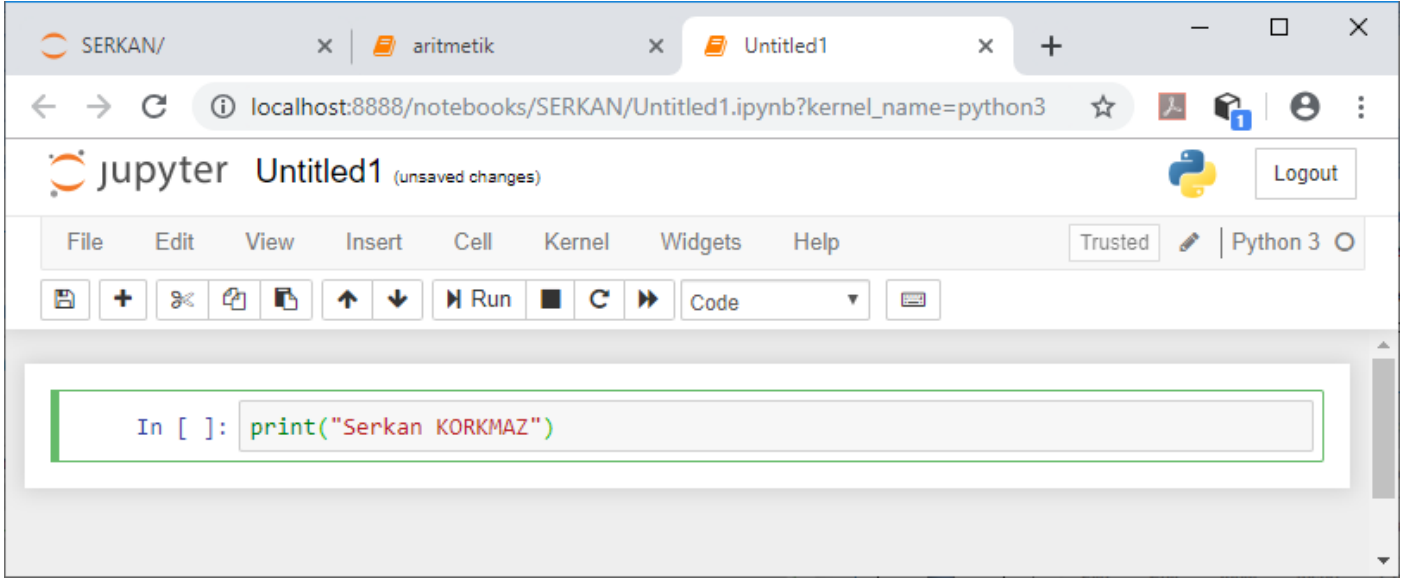 SERKAN/ aritmetik Untitled1
localhost:8888/notebooks/SERKAN/Untitled1.ipynb?kernel_name=python3 1
jupyter Untitled1 (unsaved changes) Logout
File Edit View Insert Cell Kernel Widgets Help Trusted Python 3
Run Code
In [ ]: print("Serkan KORKMAZ")